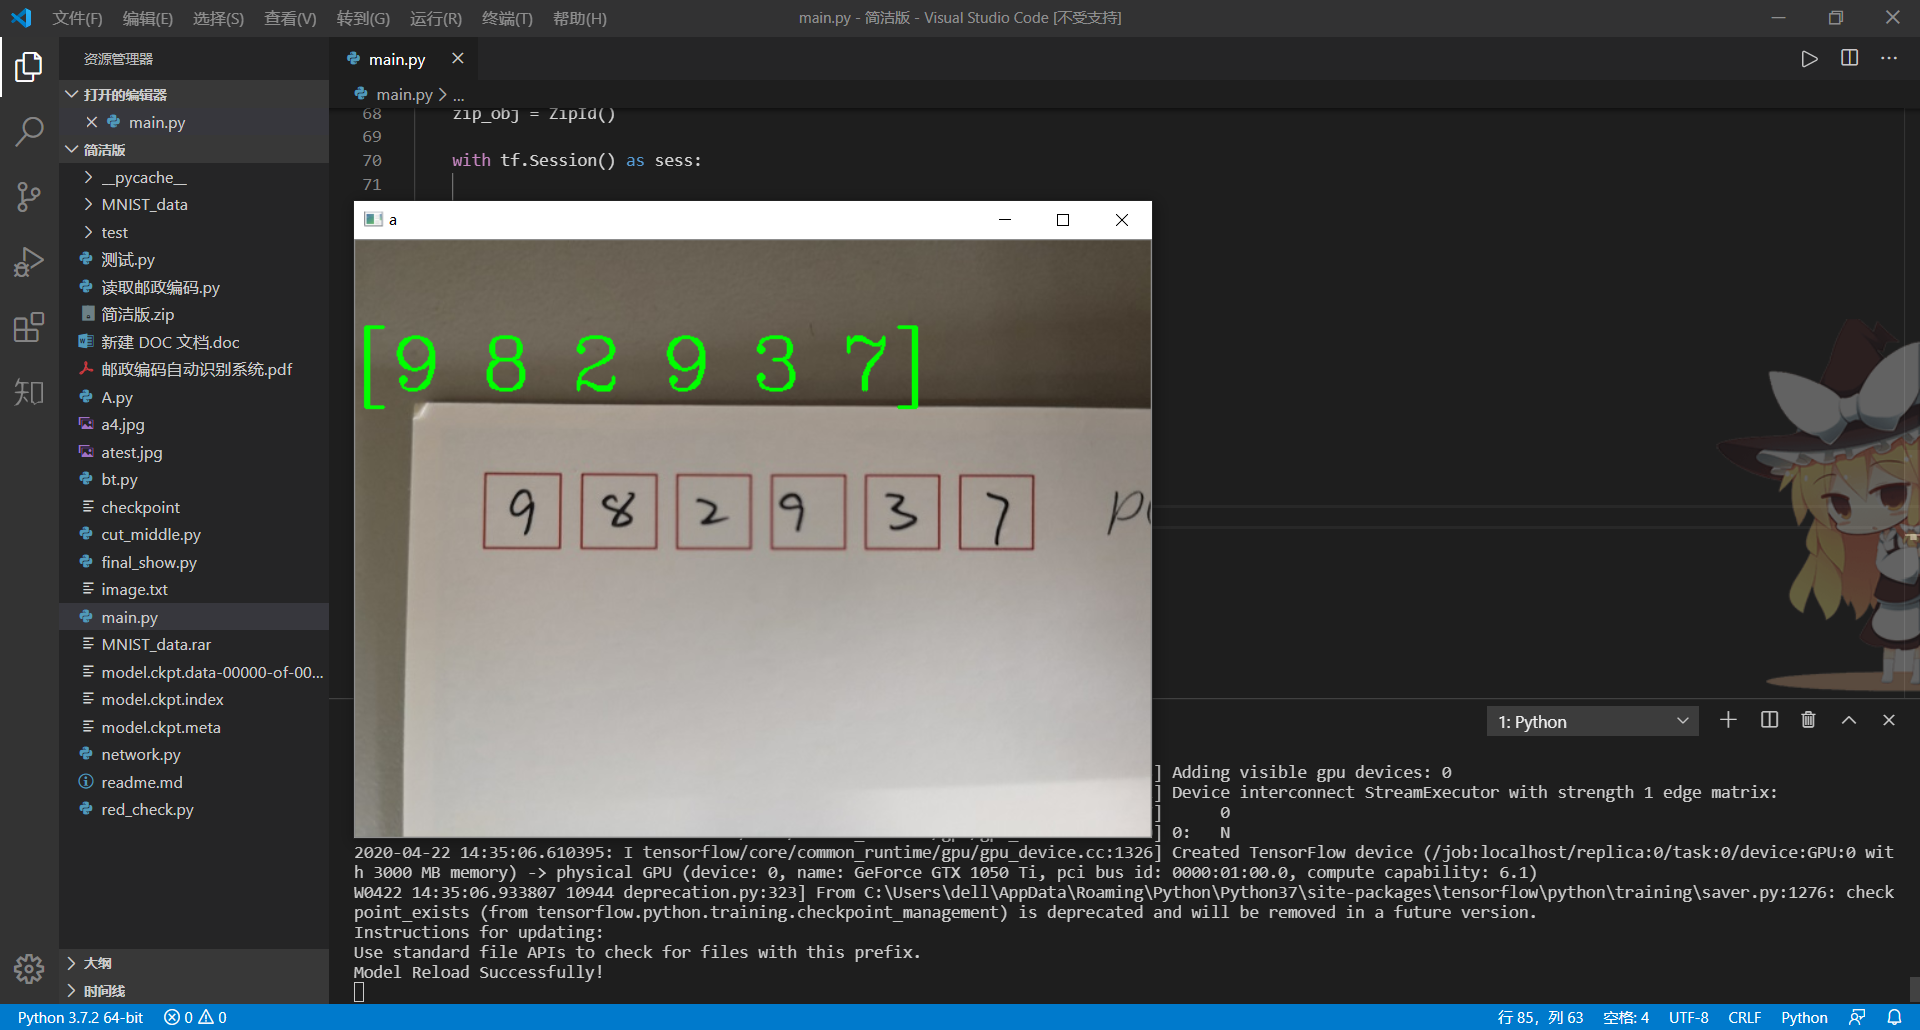 文件(F) 编辑(E) 选择(S) 查看(V) 转到(G) 运行(R) 终端(T) 帮助(H) main.py - 简洁版 - Visual Studio Code [不受支持]
资源管理器
打开的编辑器
main.py
简洁版
__pycache__
MNIST_data
test
测试.py
读取邮政编码.py
简洁版.zip
新建 DOC 文档.doc
邮政编码自动识别系统.pdf
A.py
a4.jpg
atest.jpg
bt.py
checkpoint
cut_middle.py
final_show.py
image.txt
main.py
MNIST_data.rar
model.ckpt.data-00000-of-00...
model.ckpt.index
model.ckpt.meta
network.py
readme.md
red_check.py
大纲
时间线
知
main.py
main.py > ...
68 zip_obj = ZipId()
69
70 with tf.Session() as sess:
71
a
[9 8 2 9 3 7]
9 8 2 9 3 7
1: Python
] Adding visible gpu devices: 0
] Device interconnect StreamExecutor with strength 1 edge matrix:
] 0
] 0: N
2020-04-22 14:35:06.610395: I tensorflow/core/common_runtime/gpu/gpu_device.cc:1326] Created TensorFlow device (/job:localhost/replica:0/task:0/device:GPU:0 wit
h 3000 MB memory) -> physical GPU (device: 0, name: GeForce GTX 1050 Ti, pci bus id: 0000:01:00.0, compute capability: 6.1)
W0422 14:35:06.933807 10944 deprecation.py:323] From C:\Users\dell\AppData\Roaming\Python\Python37\site-packages\tensorflow\python\training\saver.py:1276: check
point_exists (from tensorflow.python.training.checkpoint_management) is deprecated and will be removed in a future version.
Instructions for updating:
Use standard file APIs to check for files with this prefix.
Model Reload Successfully!
Python 3.7.2 64-bit 0 0 行 85，列 63 空格: 4 UTF-8 CRLF Python